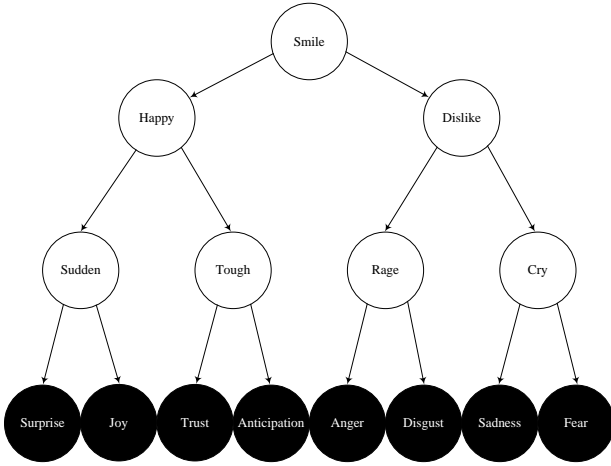 Smile
Happy
Dislike
Sudden
Tough
Rage
Cry
Surprise
Joy
Trust
Anticipation
Anger
Disgust
Sadness
Fear